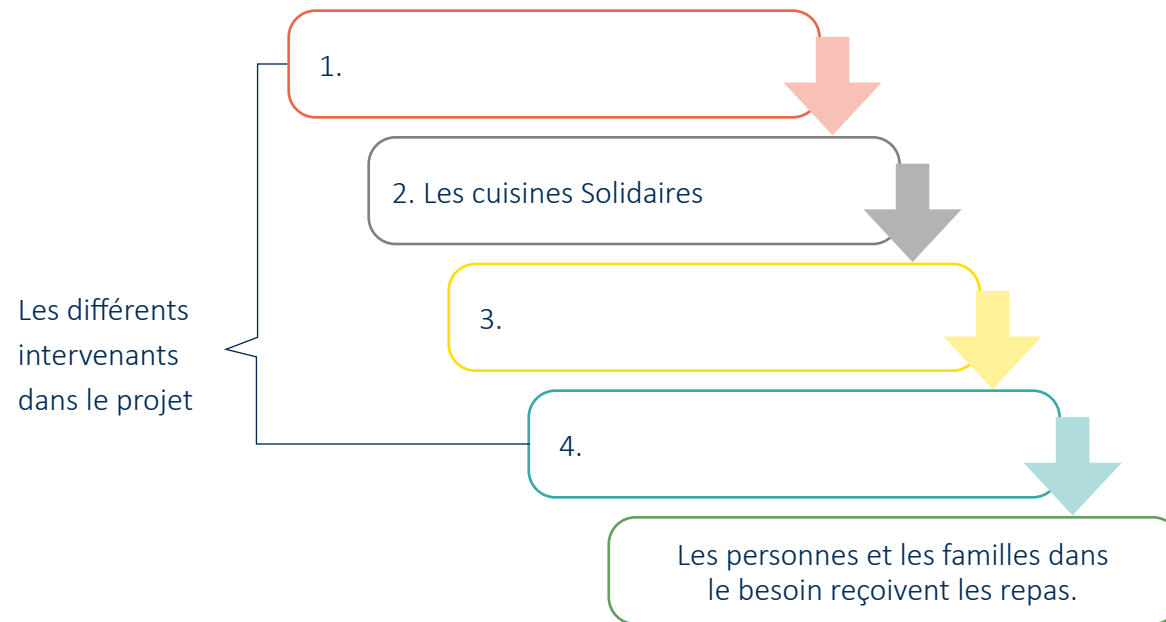 1.
2. Les cuisines Solidaires
3.
Les différents
intervenants
dans le projet
4.
Les personnes et les familles dans
le besoin reçoivent les repas.